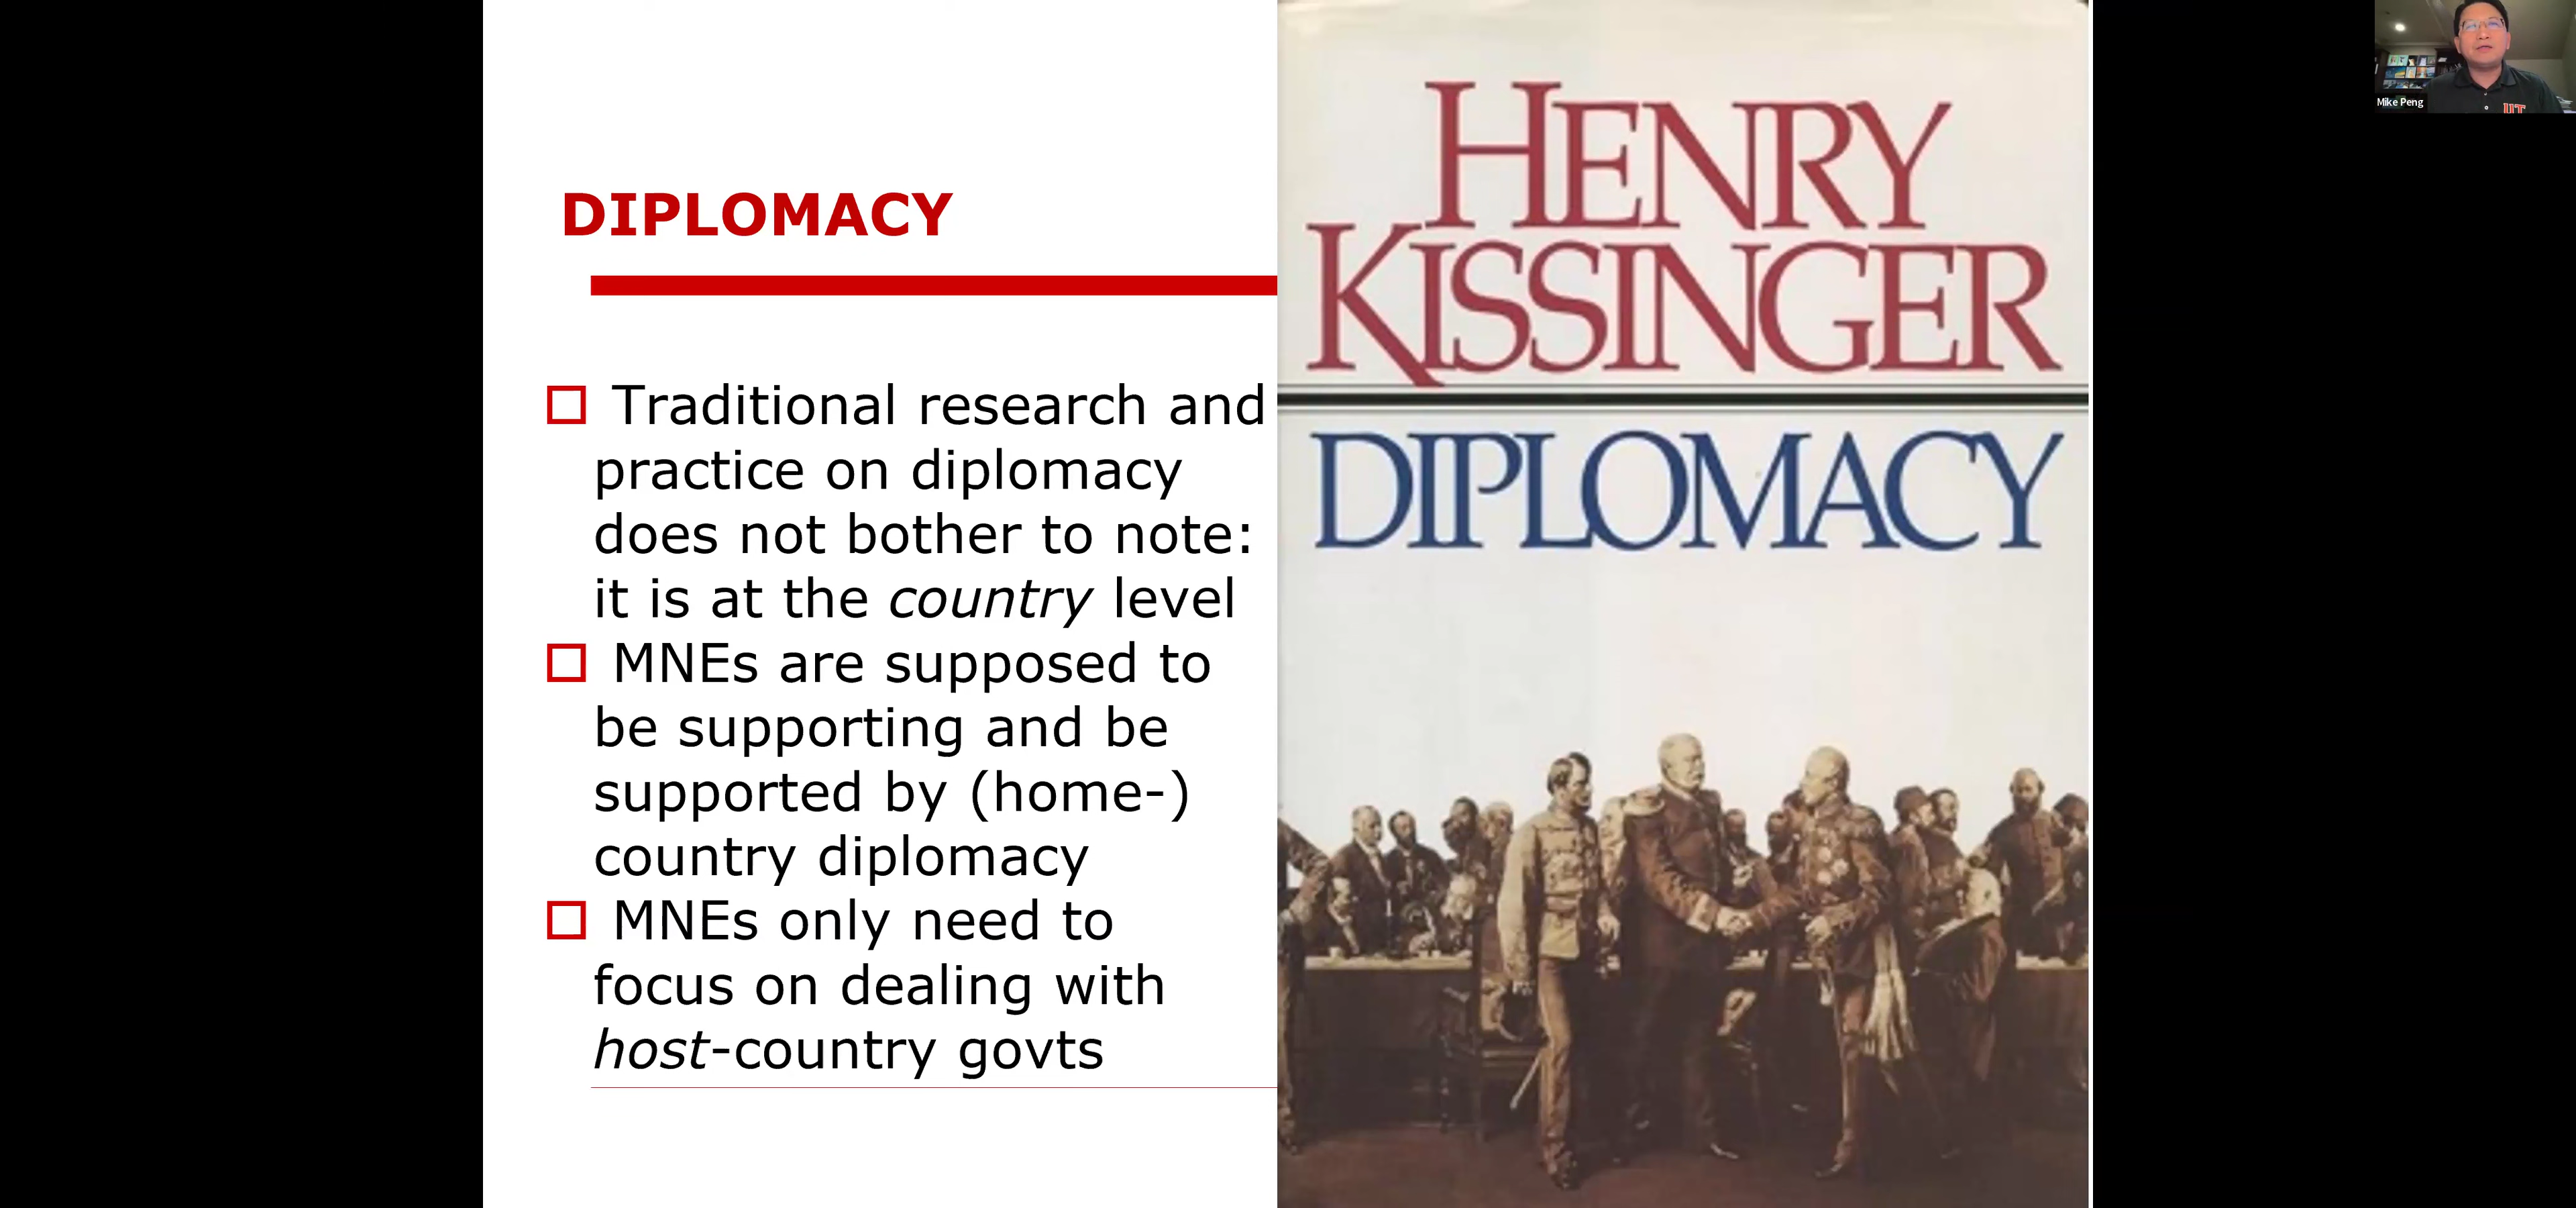 DIPLOMACY
☐ Traditional research and
practice on diplomacy
does not bother to note:
it is at the country level
☐ MNEs are supposed to
be supporting and be
supported by (home-)
country diplomacy
☐ MNEs only need to
focus on dealing with
host-country govts
HENRY
KISSINGER
DIPLOMACY
Mike Peng
UT